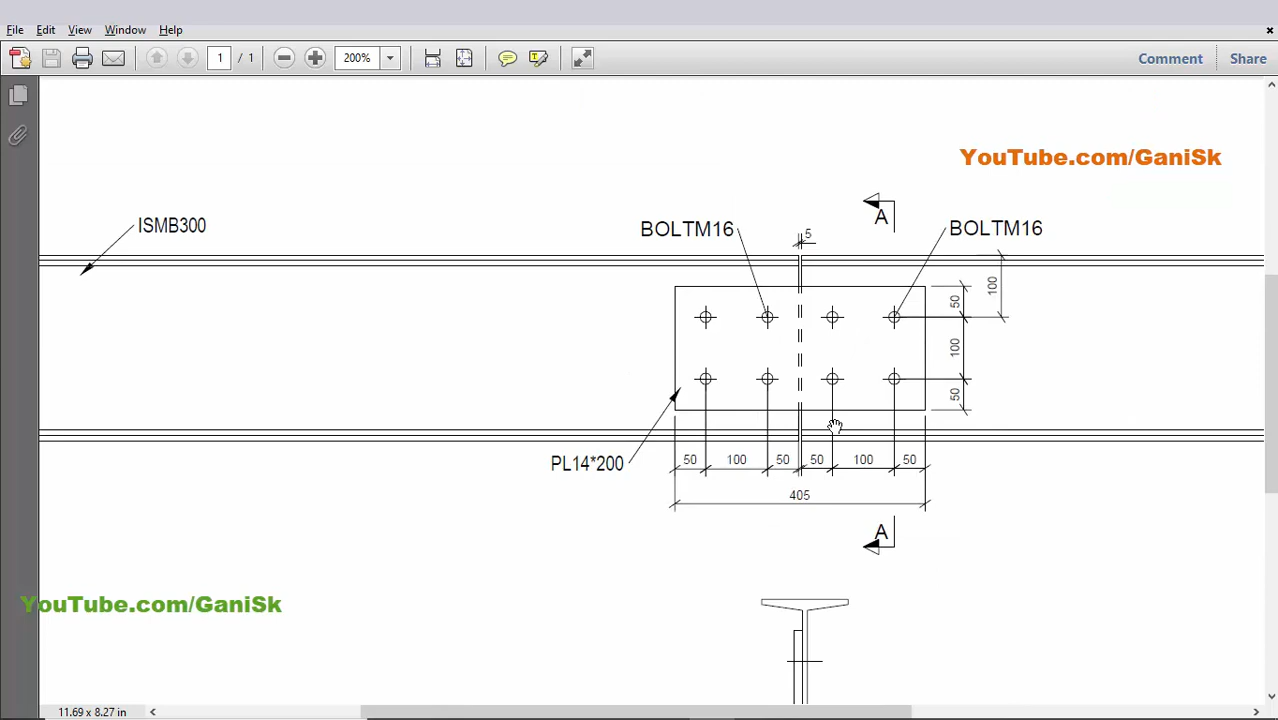 File Edit View Window Help
1 / 1 200% Comment Share
YouTube.com/GaniSk
ISMB300
BOLTM16
5
A
BOLTM16
100
50
100
50
PL14*200
50 100 50 50 100 50
405
A
YouTube.com/GaniSk
11.69 x 8.27 in